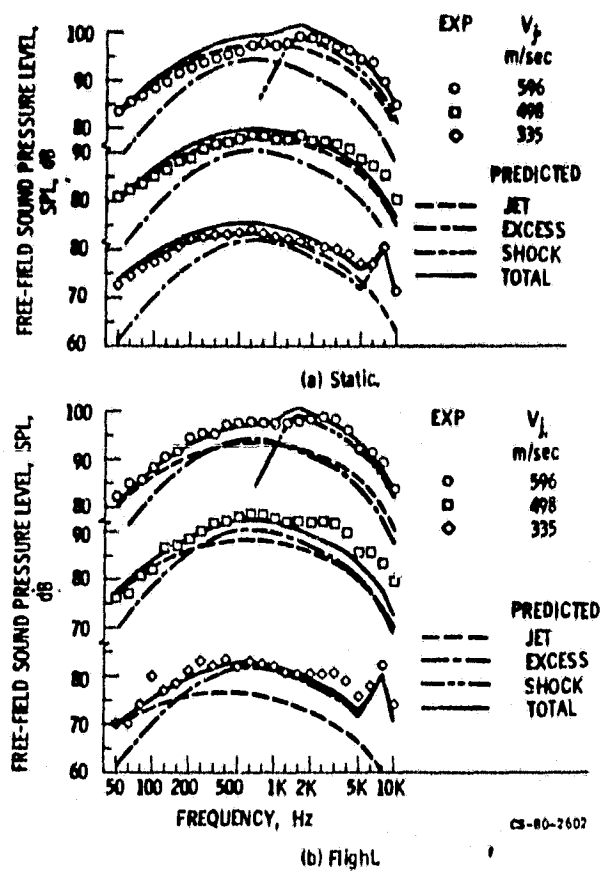 FREE-FIELD SOUND PRESSURE LEVEL,
SPL, dB
100
90
80
90
80
80
70
60
EXP V_j,
m/sec
○ 596
□ 498
◇ 335
PREDICTED
JET
EXCESS
SHOCK
TOTAL
(a) Static.
FREE-FIELD SOUND PRESSURE LEVEL, SPL,
dB
100
90
80
90
80
70
80
70
60
50 100 200 500 1K 2K 5K 10K
FREQUENCY, Hz
EXP V_j,
m/sec
○ 596
□ 498
◇ 335
PREDICTED
JET
EXCESS
SHOCK
TOTAL
CS-80-2602
(b) Flight.